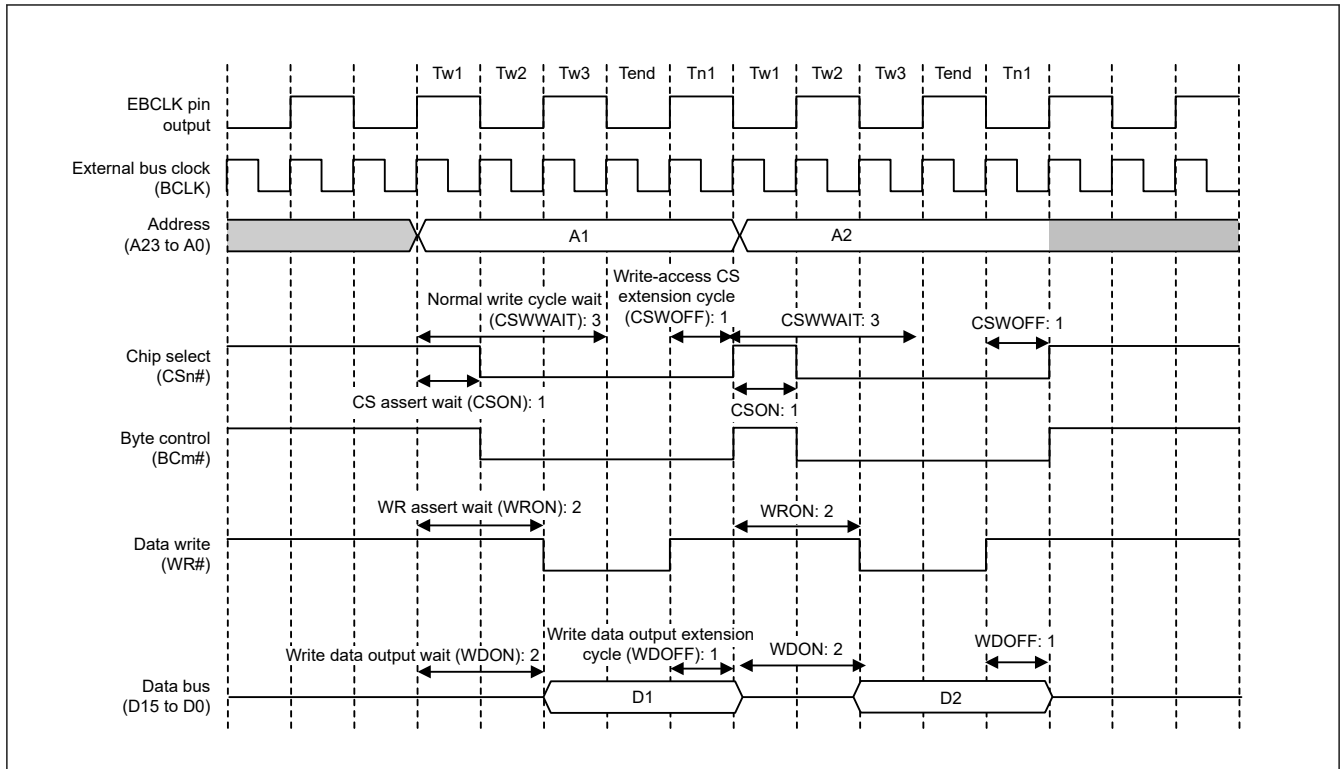 Tw1 Tw2 Tw3 Tend Tn1 Tw1 Tw2 Tw3 Tend Tn1
EBCLK pin
output
External bus clock
(BCLK)
Address
(A23 to A0)
A1
A2
Write-access CS
extension cycle
(CSWOFF): 1
Normal write cycle wait
(CSWWAIT): 3
CSWWAIT: 3
CSWOFF: 1
Chip select
(CSn#)
CS assert wait (CSON): 1
CSON: 1
Byte control
(BCm#)
WR assert wait (WRON): 2
WRON: 2
Data write
(WR#)
Write data output wait (WDON): 2
Write data output extension
cycle (WDOFF): 1
WDON: 2
WDOFF: 1
Data bus
(D15 to D0)
D1
D2